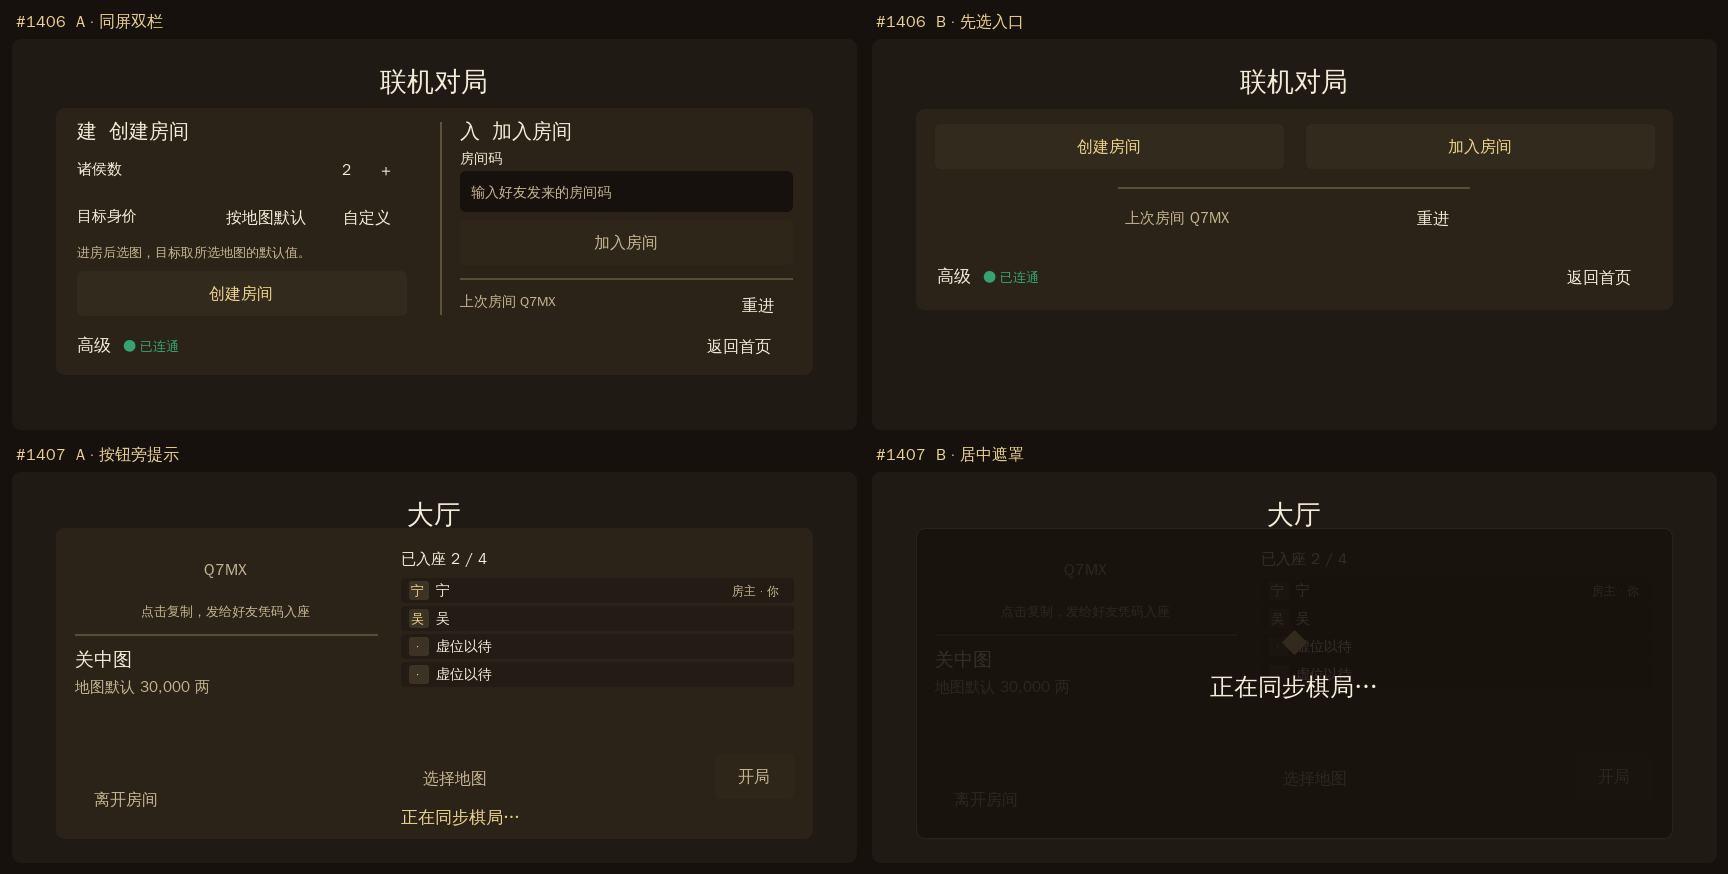 #1406 A · 同屏双栏
联机对局
建 创建房间
诸侯数 2 +
目标身价 按地图默认 自定义
进房后选图，目标取所选地图的默认值。
创建房间
高级 已连通
入 加入房间
房间码
输入好友发来的房间码
加入房间
上次房间 Q7MX 重进
返回首页
#1406 B · 先选入口
联机对局
创建房间 加入房间
上次房间 Q7MX 重进
高级 已连通 返回首页
#1407 A · 按钮旁提示
大厅
Q7MX
点击复制，发给好友凭码入座
关中图
地图默认 30,000 两
离开房间
已入座 2 / 4
宁 宁 房主 · 你
吴 吴
· 虚位以待
· 虚位以待
选择地图 开局
正在同步棋局…
#1407 B · 居中遮罩
大厅
Q7MX
点击复制，发给好友凭码入座
关中图
地图默认 30,000 两
离开房间
已入座 2 / 4
宁 宁 房主 · 你
吴 吴
虚位以待
虚位以待
正在同步棋局…
选择地图 开局